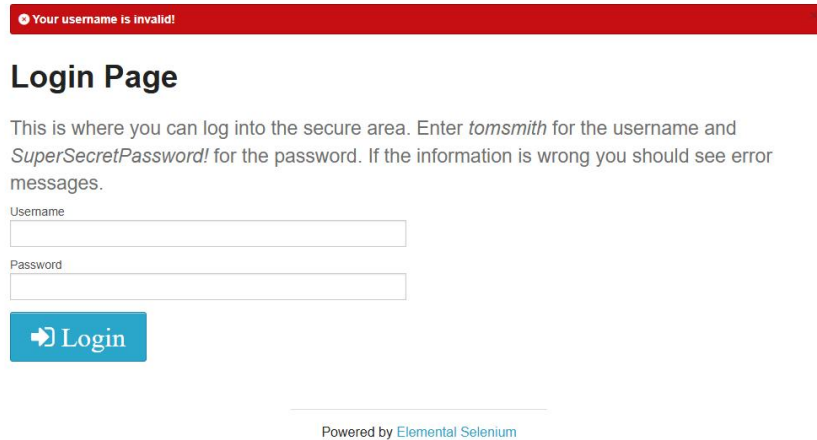 Your username is invalid!
Login Page
This is where you can log into the secure area. Enter tomsmith for the username and
SuperSecretPassword! for the password. If the information is wrong you should see error
messages.
Username
Password
Login
Powered by Elemental Selenium